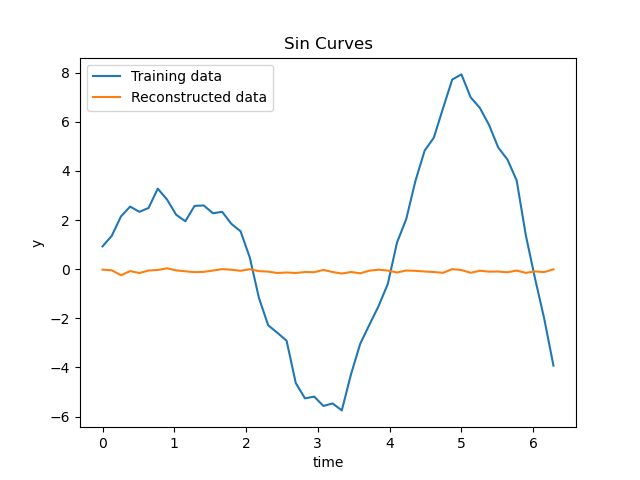 Sin Curves
Training data
Reconstructed data
8
6
4
2
0
−2
−4
−6
y
0 1 2 3 4 5 6
time